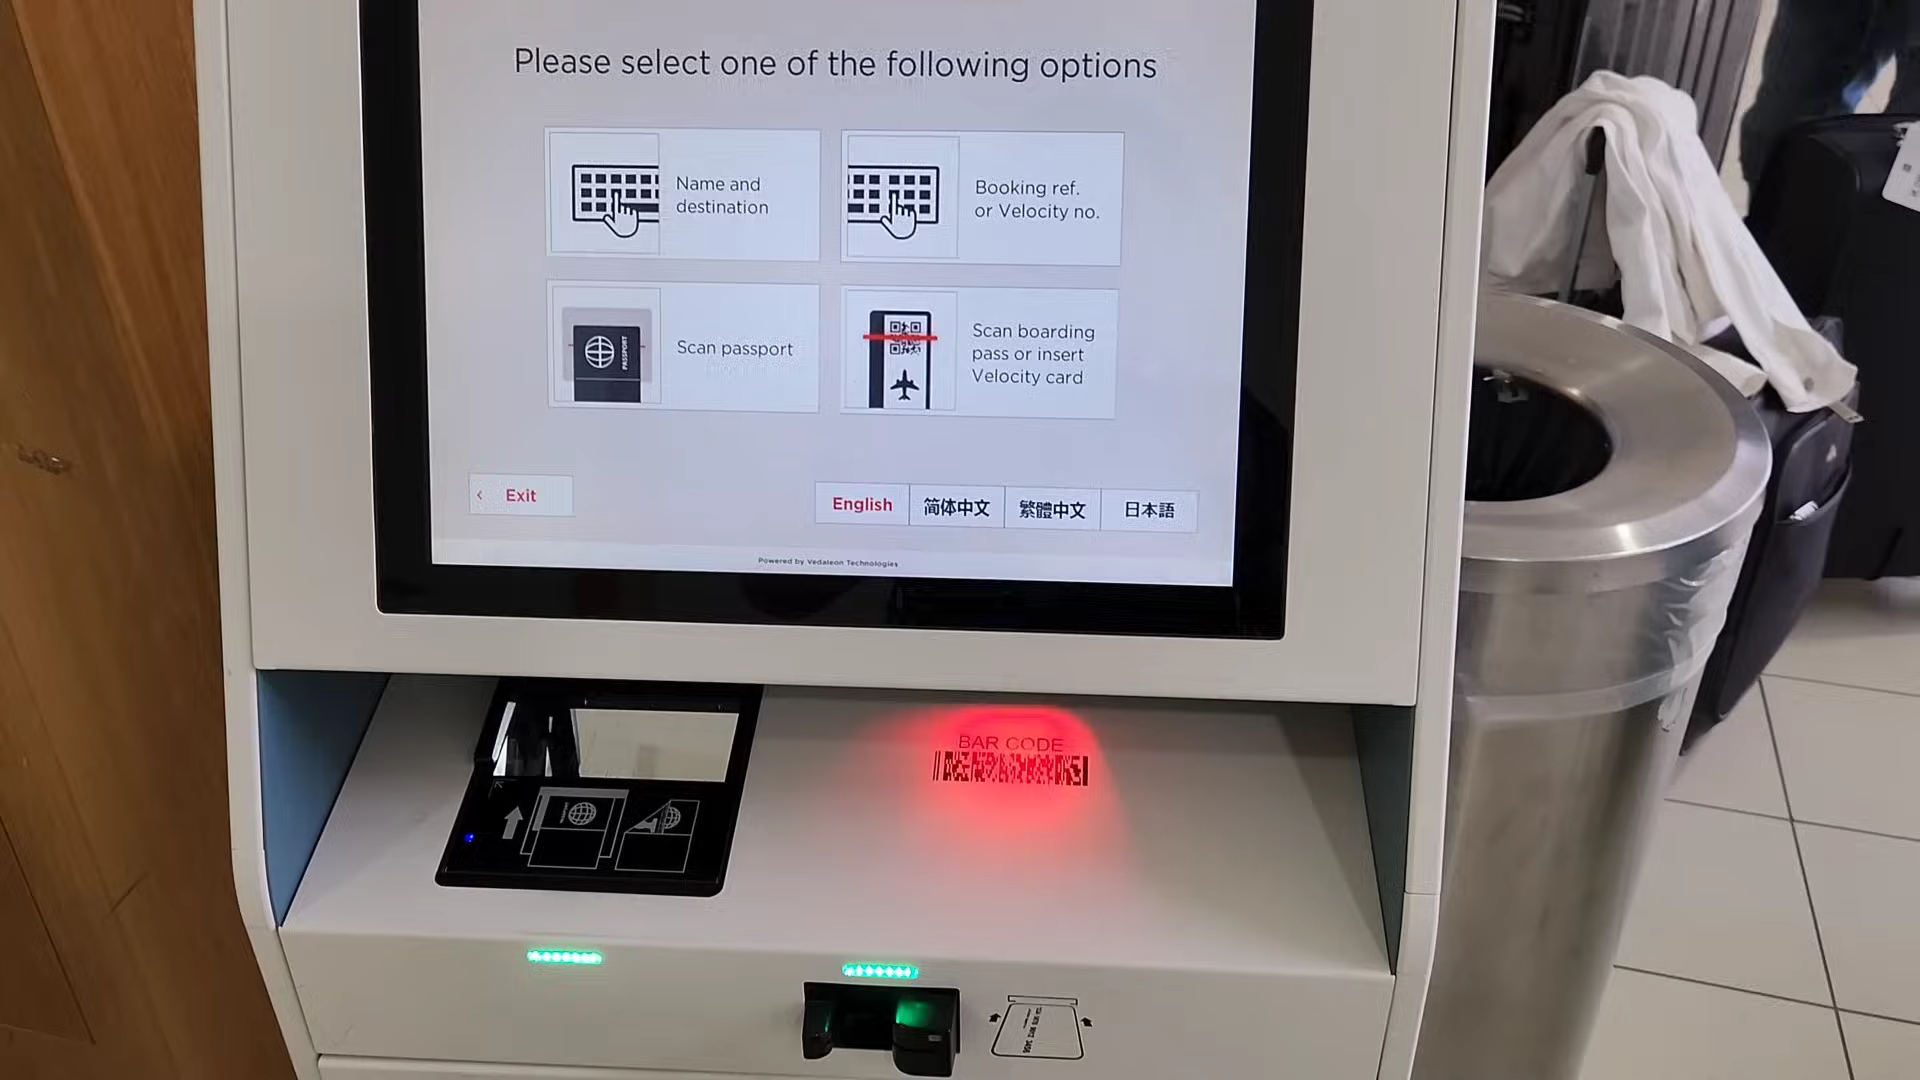 Please select one of the following options
Name and
destination
Booking ref.
or Velocity no.
Scan passport
PASSPORT
Scan boarding
pass or insert
Velocity card
‹ Exit
English
简体中文
繁體中文
日本語
Powered by Vedaleon Technologies
BAR CODE